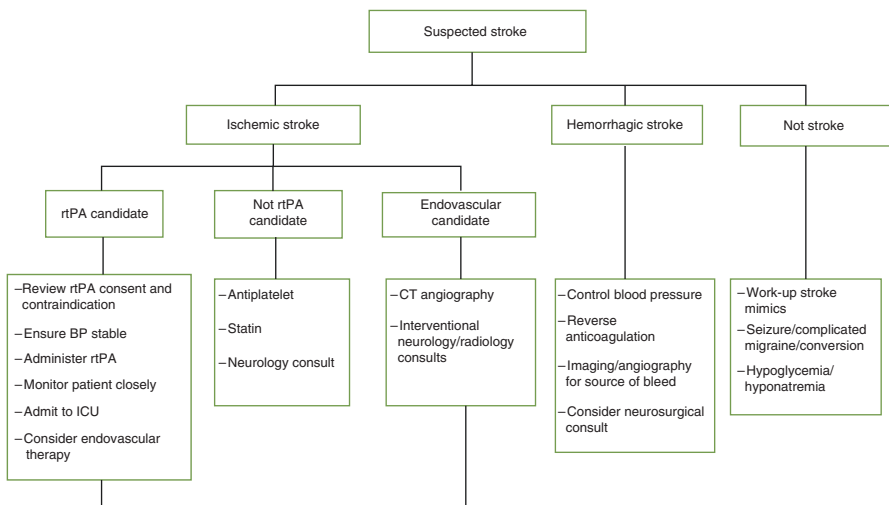 Suspected stroke
Ischemic stroke
Hemorrhagic stroke
Not stroke
rtPA candidate
Not rtPA
candidate
Endovascular
candidate
–Review rtPA consent and
contraindication
–Ensure BP stable
–Administer rtPA
–Monitor patient closely
–Admit to ICU
–Consider endovascular
therapy
–Antiplatelet
–Statin
–Neurology consult
–CT angiography
–Interventional
neurology/radiology
consults
–Control blood pressure
–Reverse
anticoagulation
–Imaging/angiography
for source of bleed
–Consider neurosurgical
consult
–Work-up stroke
mimics
–Seizure/complicated
migraine/conversion
–Hypoglycemia/
hyponatremia